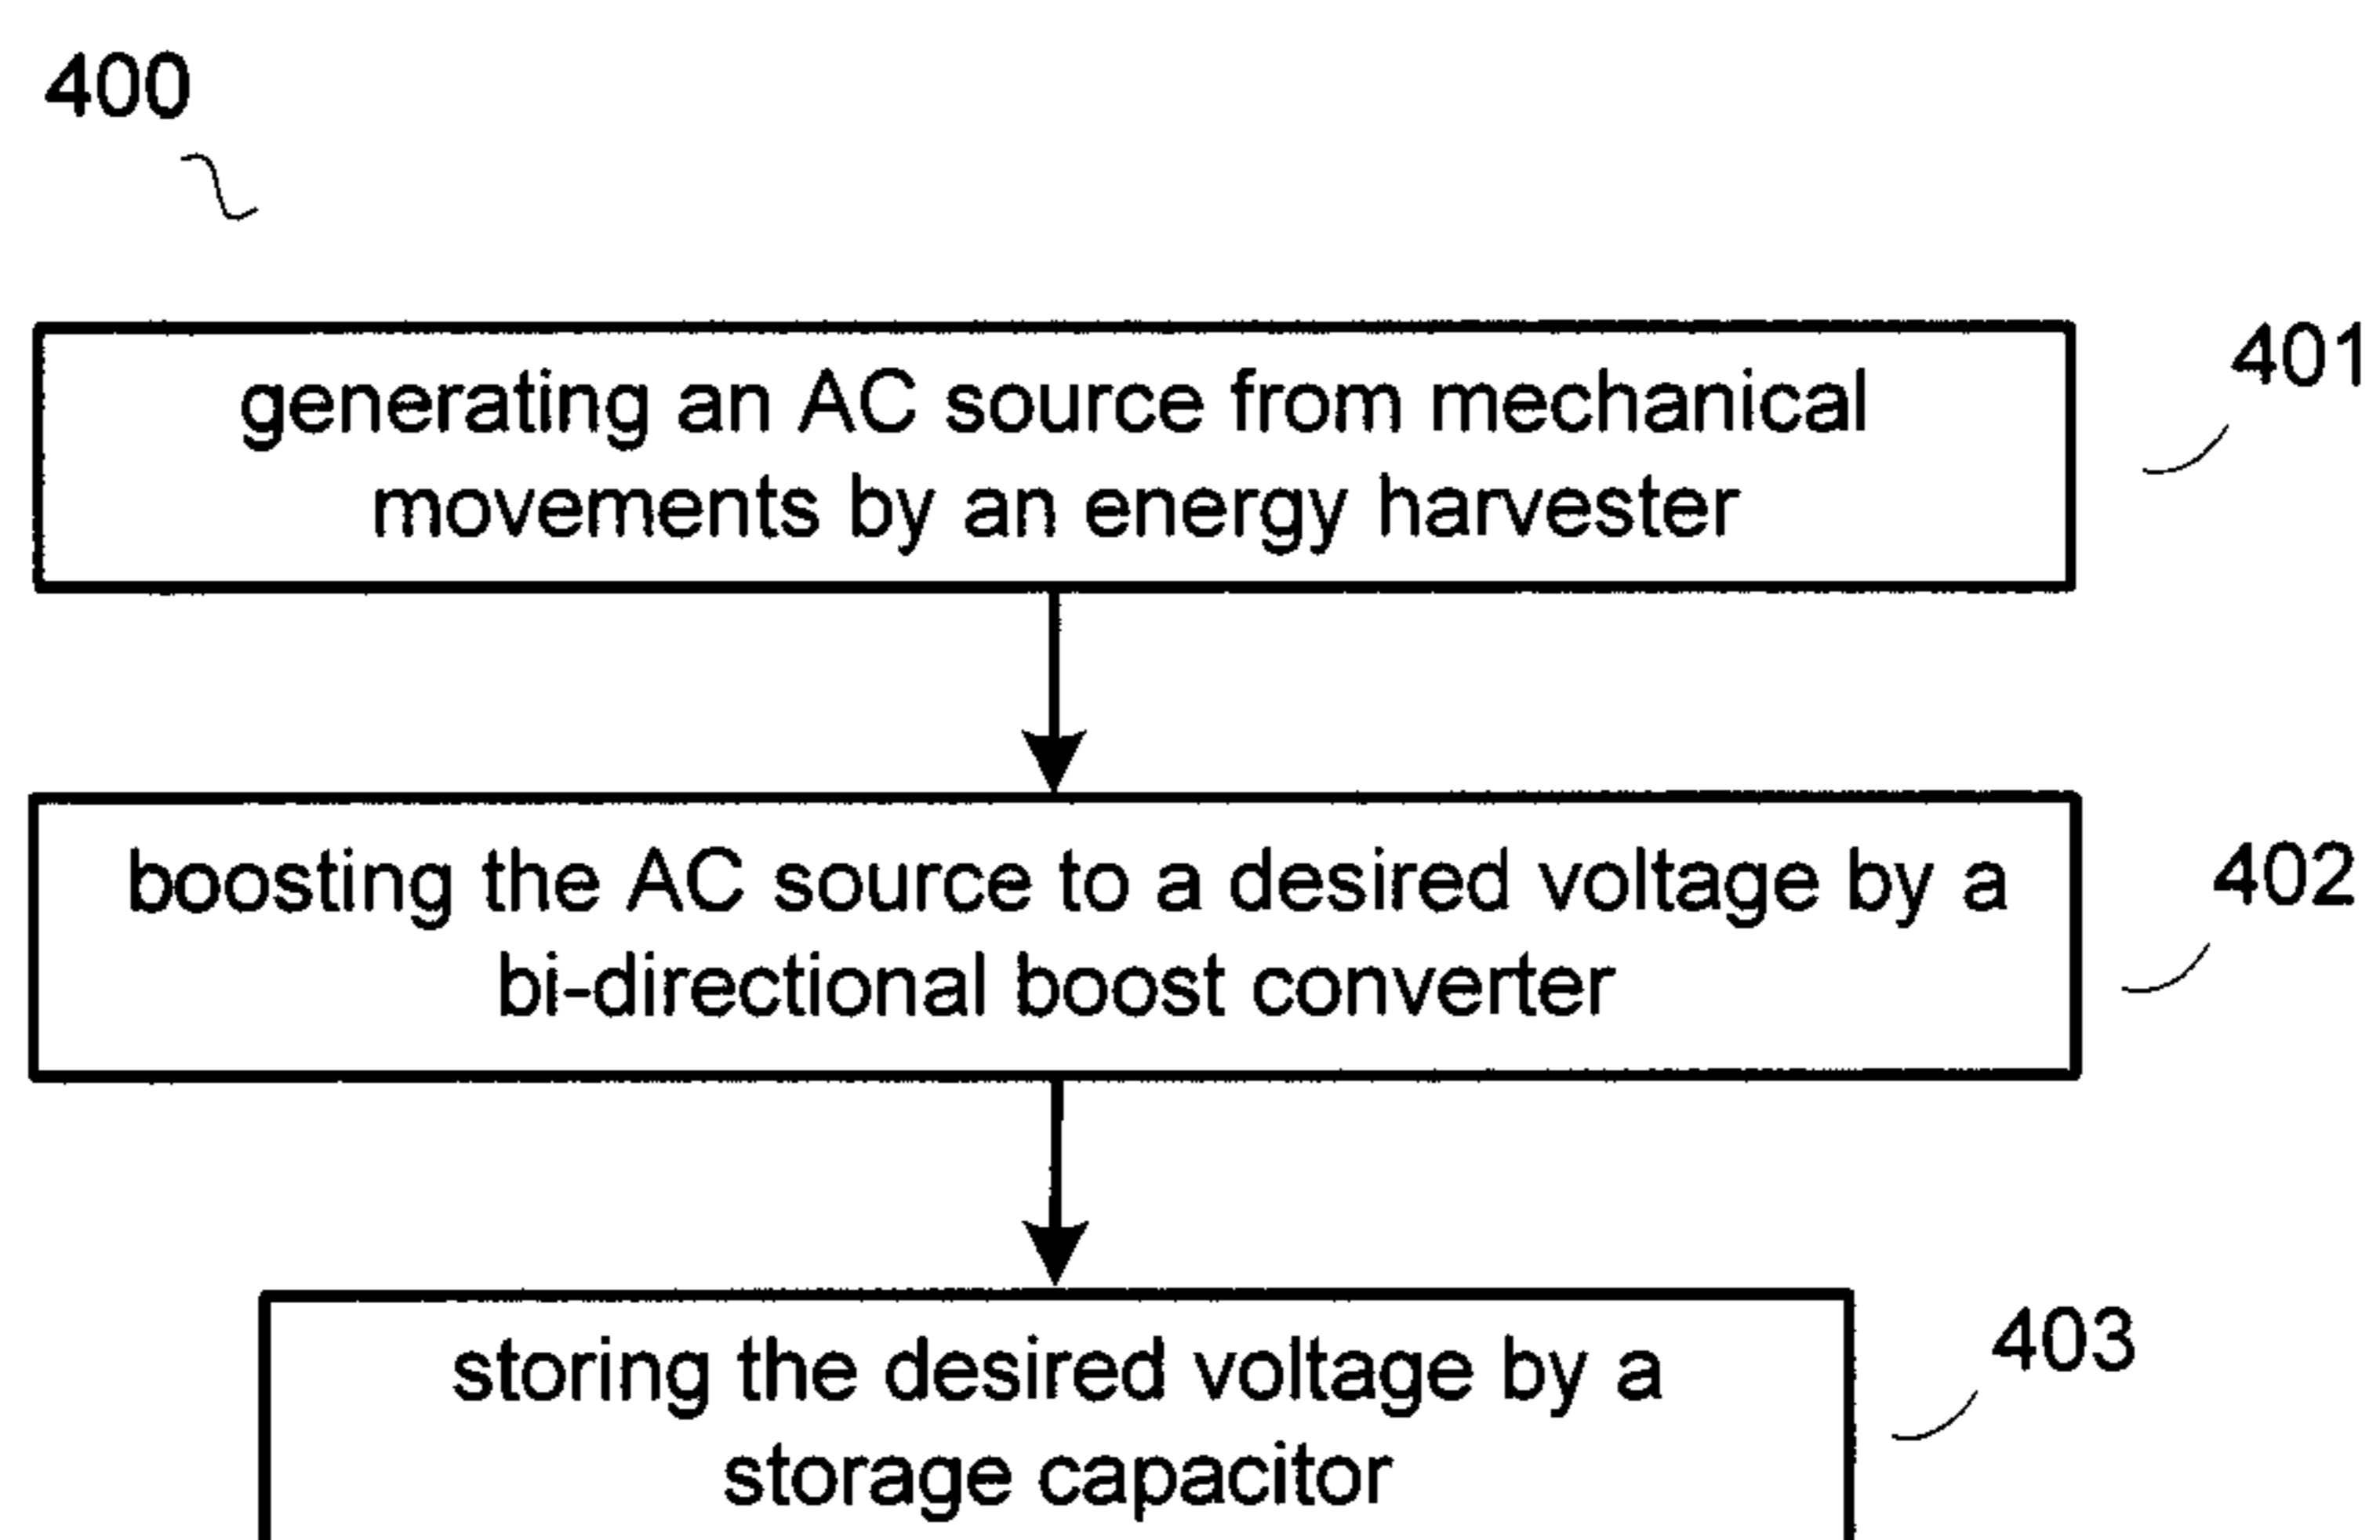 400
generating an AC source from mechanical
movements by an energy harvester
401
boosting the AC source to a desired voltage by a
bi-directional boost converter
402
storing the desired voltage by a
storage capacitor
403